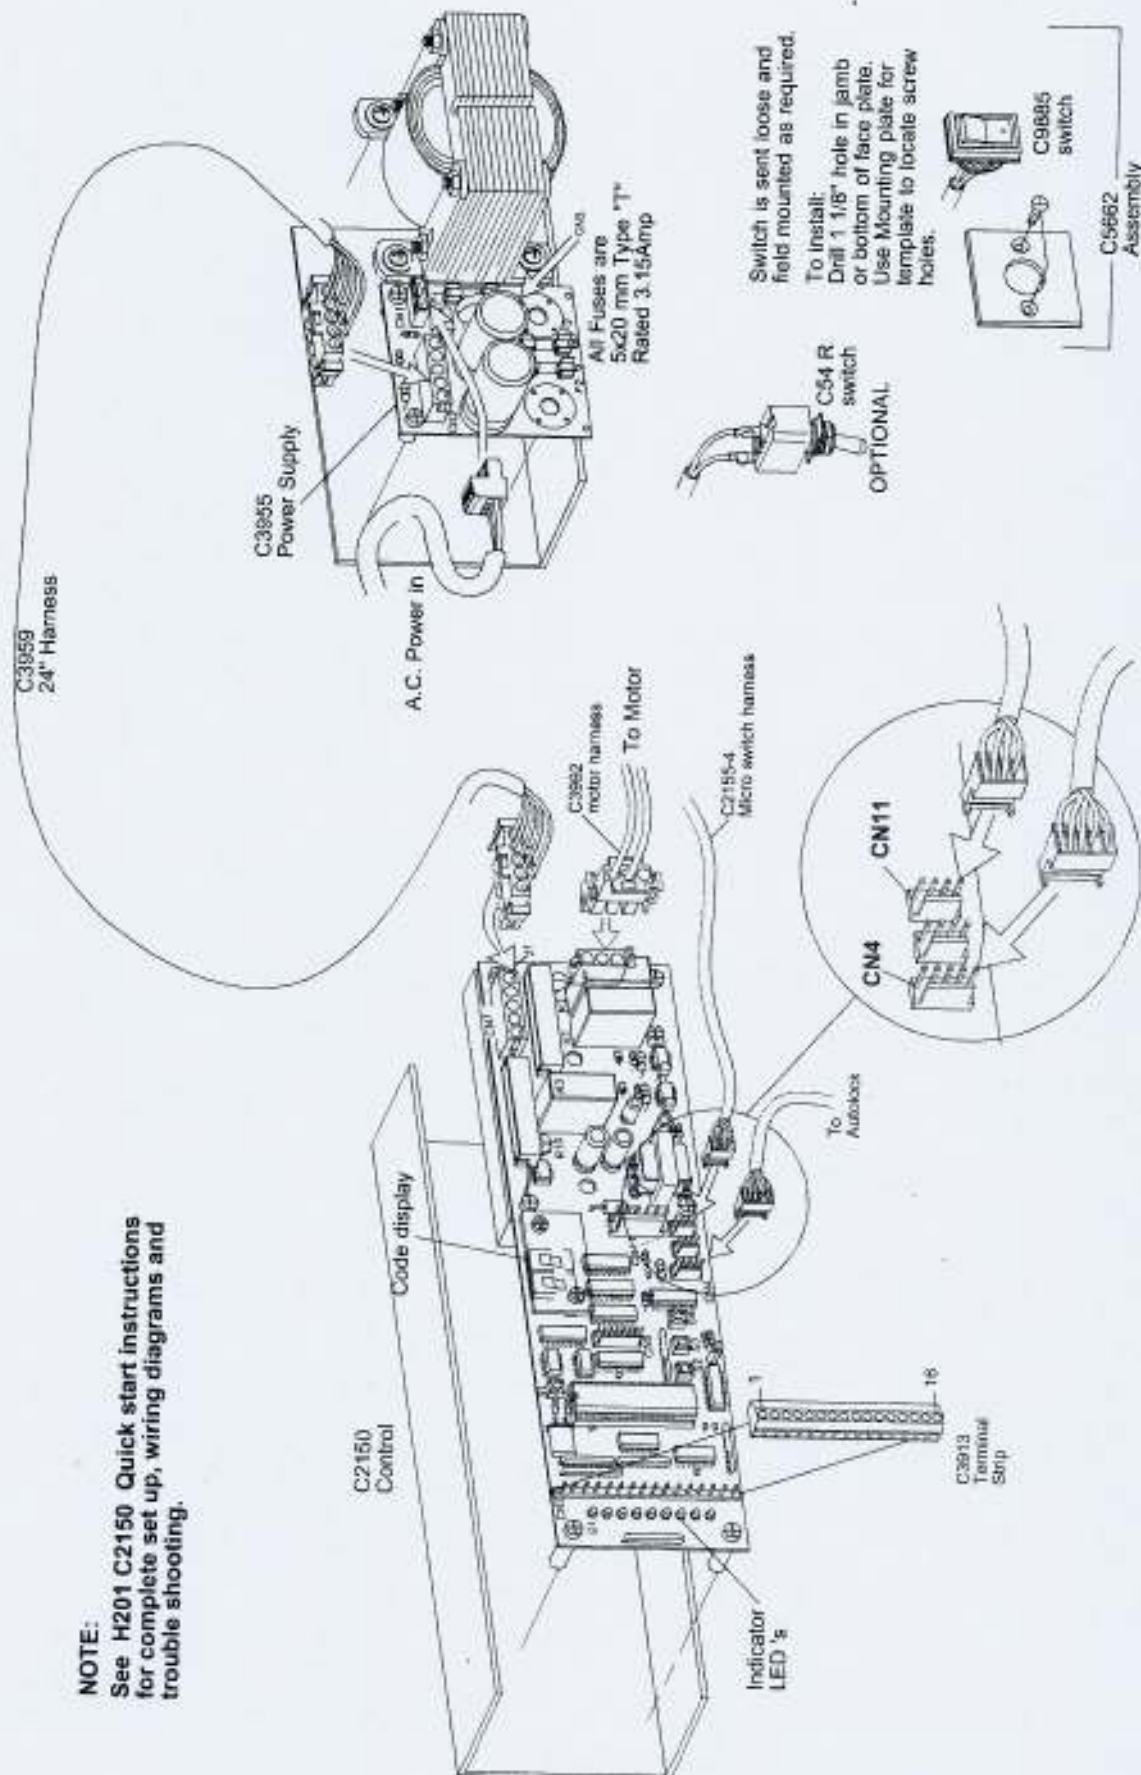 NOTE:
See H201 C2150 Quick start instructions
for complete set up, wiring diagrams and
trouble shooting.
C3959
24" Harness
C3955
Power Supply
A.C. Power in
All Fuses are
5x20 mm Type "T"
Rated 3.15Amp
C2150
Control
Code display
C3962
motor harness
To Motor
C2155-4
Micro switch harness
C54 R
switch
OPTIONAL
Switch is sent loose and
field mounted as required.
To Install:
Drill 1 1/8" hole in jamb
or bottom of face plate.
Use Mounting plate for
template to locate screw
holes.
C9885
switch
C5662
Assembly
Indicator
LED 's
1
16
C3913
Terminal
Strip
To
Autolock
CN4
CN11